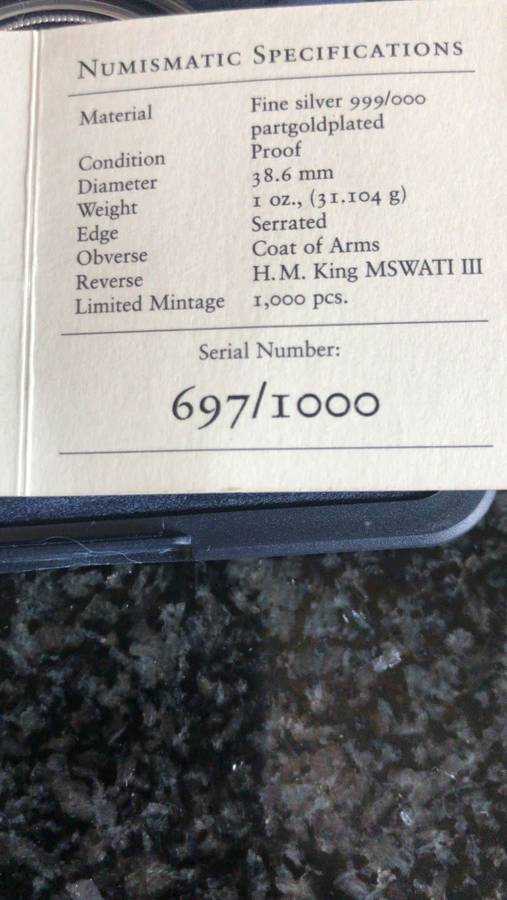 NUMISMATIC SPECIFICATIONS
Material Fine silver 999/000
partgoldplated
Condition Proof
Diameter 38.6 mm
Weight 1 oz., (31.104 g)
Edge Serrated
Obverse Coat of Arms
Reverse H.M. King MSWATI III
Limited Mintage 1,000 pcs.
Serial Number:
697/1000